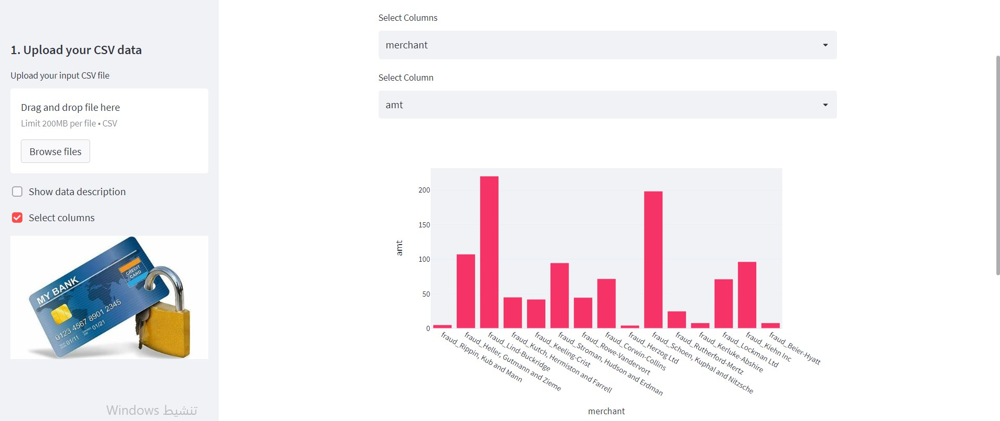 1. Upload your CSV data
Upload your input CSV file
Drag and drop file here
Limit 200MB per file • CSV
Browse files
Show data description
Select columns
MY BANK
CREDIT
CARD
0123 4567 8901 2345
01/11
01/21
تنشيط Windows
Select Columns
merchant
Select Column
amt
amt
200
150
100
50
0
fraud_Rippin, Kub and Mann
fraud_Heller, Gutmann and Zieme
fraud_Lind-Buckridge
fraud_Kutch, Hermiston and Farrell
fraud_Keeling-Crist
fraud_Stroman, Hudson and Erdman
fraud_Rowe-Vandervort
fraud_Corwin-Collins
fraud_Herzog Ltd
fraud_Schoen, Kuphal and Nitzsche
fraud_Rutherford-Mertz
fraud_Kerluke-Abshire
fraud_Lockman Ltd
fraud_Kiehn Inc
fraud_Beier-Hyatt
merchant